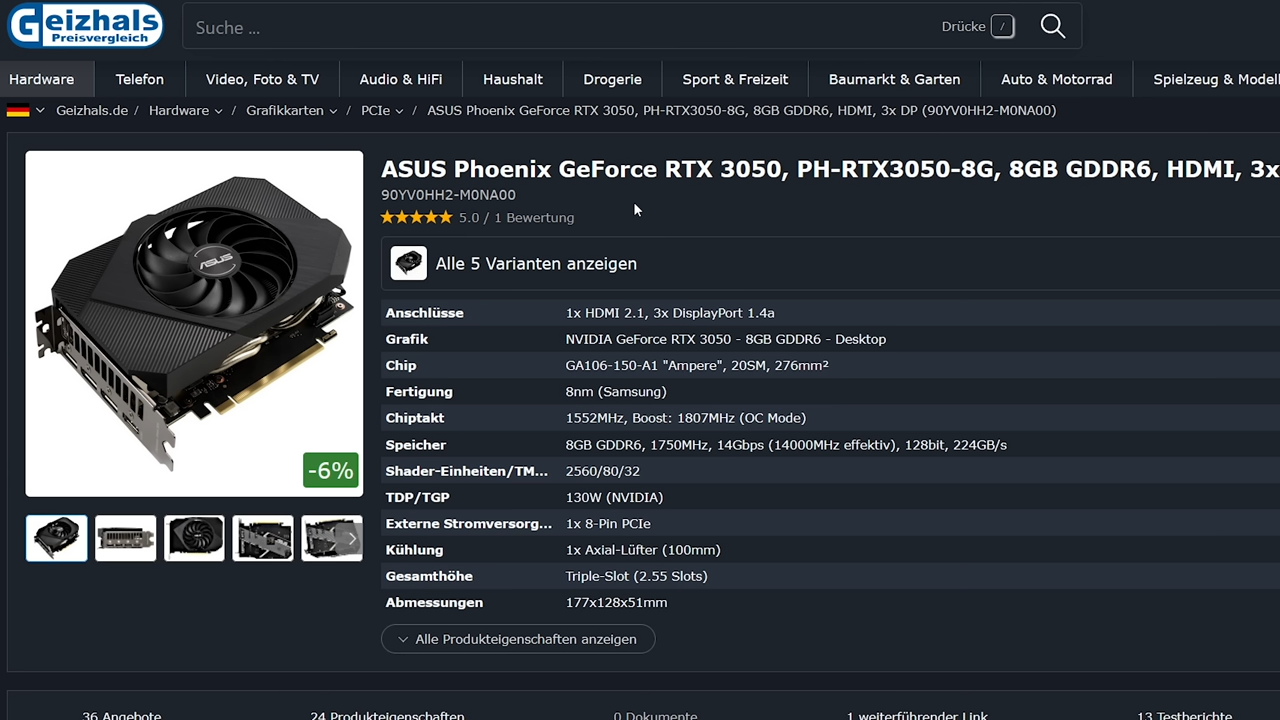 Geizhals
Preisvergleich
Suche ...
Drücke /
Hardware
Telefon
Video, Foto & TV
Audio & HiFi
Haushalt
Drogerie
Sport & Freizeit
Baumarkt & Garten
Auto & Motorrad
Spielzeug & Modell
Geizhals.de / Hardware / Grafikkarten / PCIe / ASUS Phoenix GeForce RTX 3050, PH-RTX3050-8G, 8GB GDDR6, HDMI, 3x DP (90YV0HH2-M0NA00)
ASUS Phoenix GeForce RTX 3050, PH-RTX3050-8G, 8GB GDDR6, HDMI, 3x
90YV0HH2-M0NA00
5.0 / 1 Bewertung
ASUS
-6%
Alle 5 Varianten anzeigen
Anschlüsse 1x HDMI 2.1, 3x DisplayPort 1.4a
Grafik NVIDIA GeForce RTX 3050 - 8GB GDDR6 - Desktop
Chip GA106-150-A1 "Ampere", 20SM, 276mm²
Fertigung 8nm (Samsung)
Chiptakt 1552MHz, Boost: 1807MHz (OC Mode)
Speicher 8GB GDDR6, 1750MHz, 14Gbps (14000MHz effektiv), 128bit, 224GB/s
Shader-Einheiten/TM... 2560/80/32
TDP/TGP 130W (NVIDIA)
Externe Stromversorg... 1x 8-Pin PCIe
Kühlung 1x Axial-Lüfter (100mm)
Gesamthöhe Triple-Slot (2.55 Slots)
Abmessungen 177x128x51mm
Alle Produkteigenschaften anzeigen
36 Angebote
24 Produkteigenschaften
0 Dokumente
1 weiterführender Link
13 Testberichte